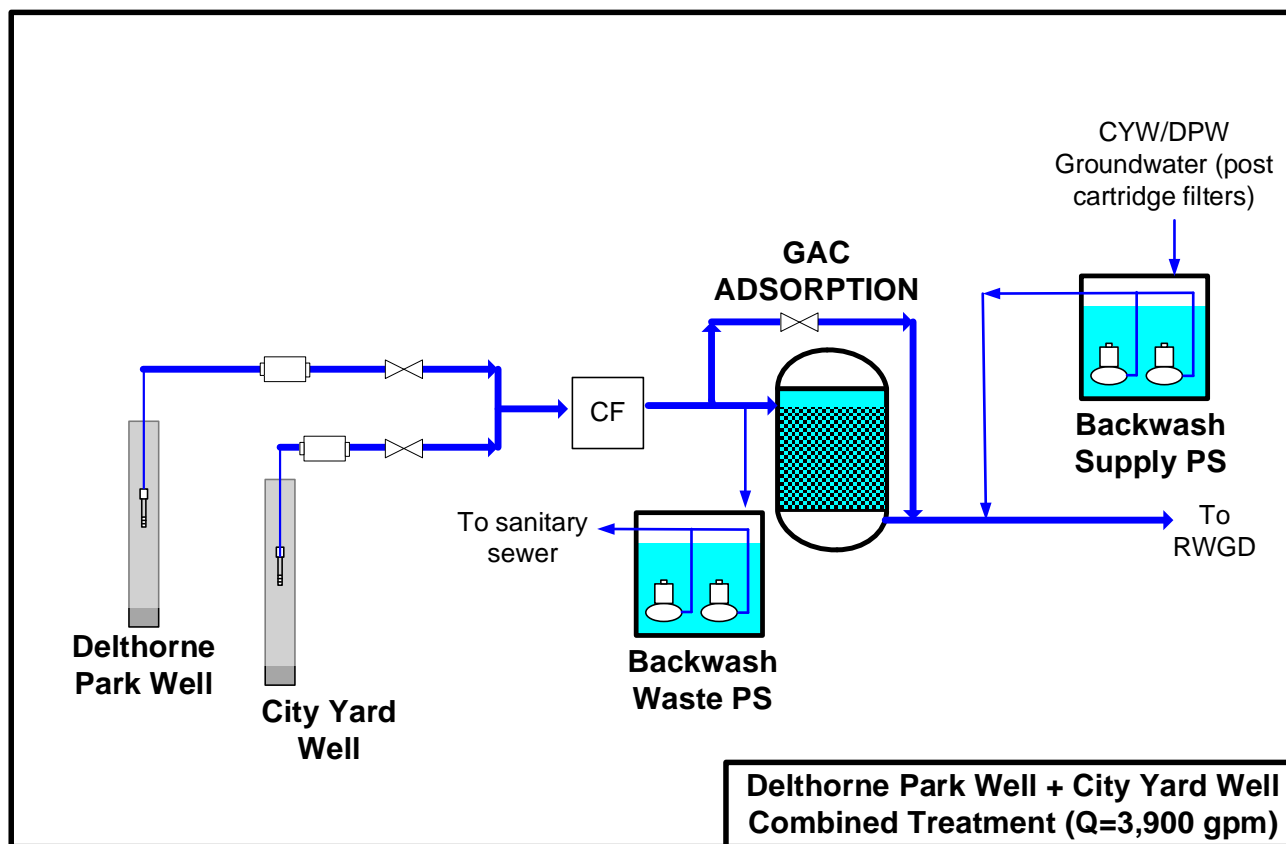 CYW/DPW
Groundwater (post
cartridge filters)
GAC
ADSORPTION
CF
Backwash
Supply PS
To sanitary
sewer
To
RWGD
Delthorne
Park Well
Backwash
Waste PS
City Yard
Well
Delthorne Park Well + City Yard Well
Combined Treatment (Q=3,900 gpm)